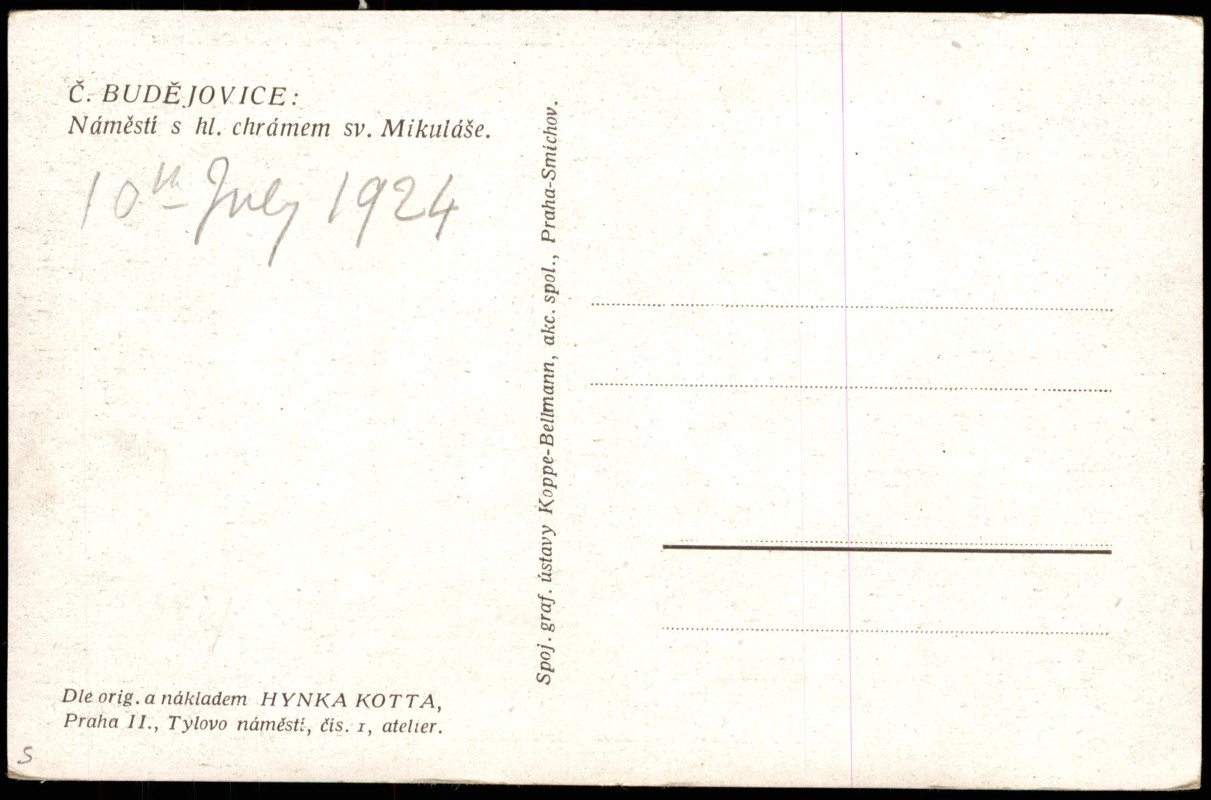 Č. BUDĚJOVICE:
Náměstí s hl. chrámem sv. Mikuláše.
10th July 1924
Spoj. graf. ústavy Koppe-Bellmann, akc. spol., Praha-Smíchov.
Dle orig. a nákladem HYNKA KOTTA,
Praha II., Tylovo náměstí, čís. 1, atelier.
S